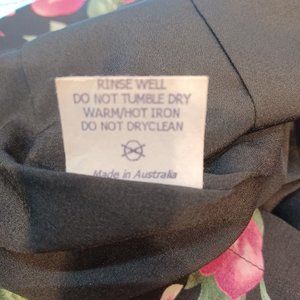 RINSE WELL
DO NOT TUMBLE DRY
WARM/HOT IRON
DO NOT DRYCLEAN
Made in Australia